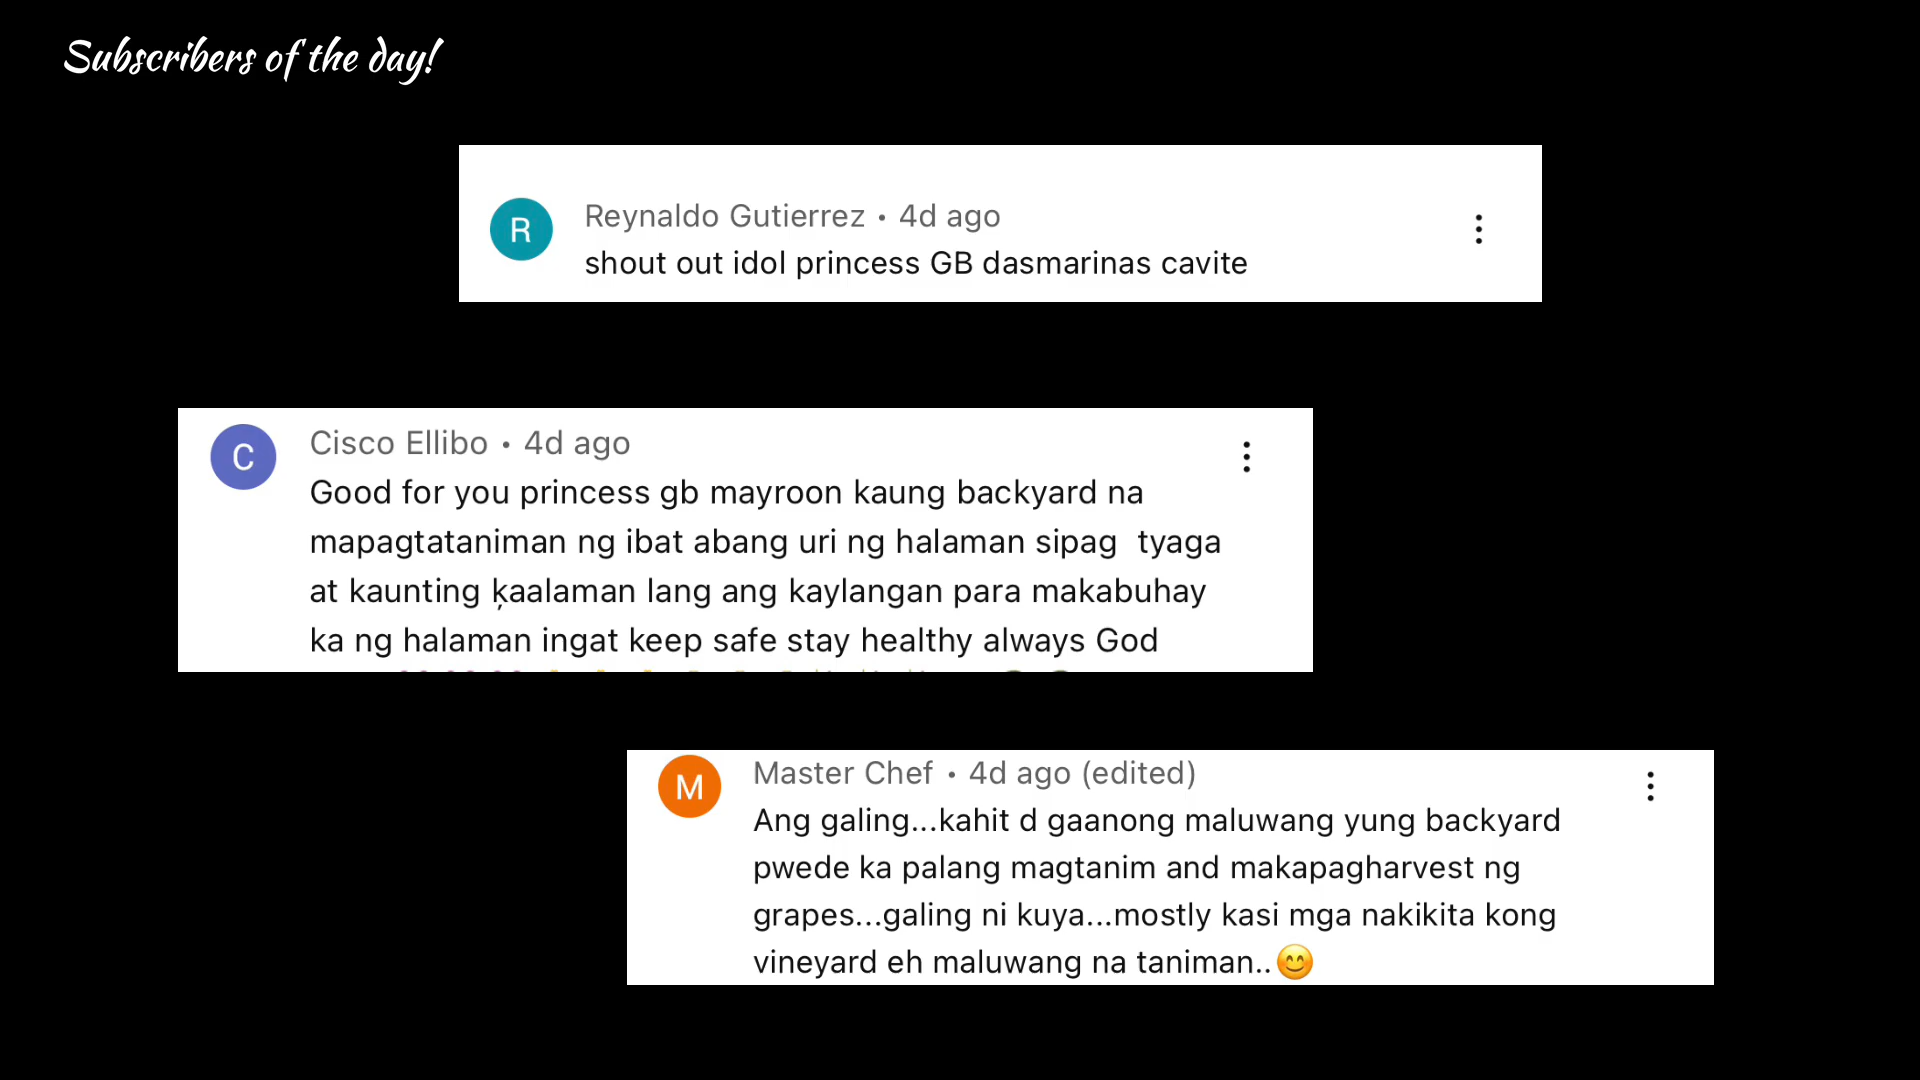 Subscribers of the day!
R
Reynaldo Gutierrez • 4d ago
shout out idol princess GB dasmarinas cavite
C
Cisco Ellibo • 4d ago
Good for you princess gb mayroon kaung backyard na
mapagtataniman ng ibat abang uri ng halaman sipag  tyaga
at kaunting ķaalaman lang ang kaylangan para makabuhay
ka ng halaman ingat keep safe stay healthy always God
M
Master Chef • 4d ago (edited)
Ang galing...kahit d gaanong maluwang yung backyard
pwede ka palang magtanim and makapagharvest ng
grapes...galing ni kuya...mostly kasi mga nakikita kong
vineyard eh maluwang na taniman..😊